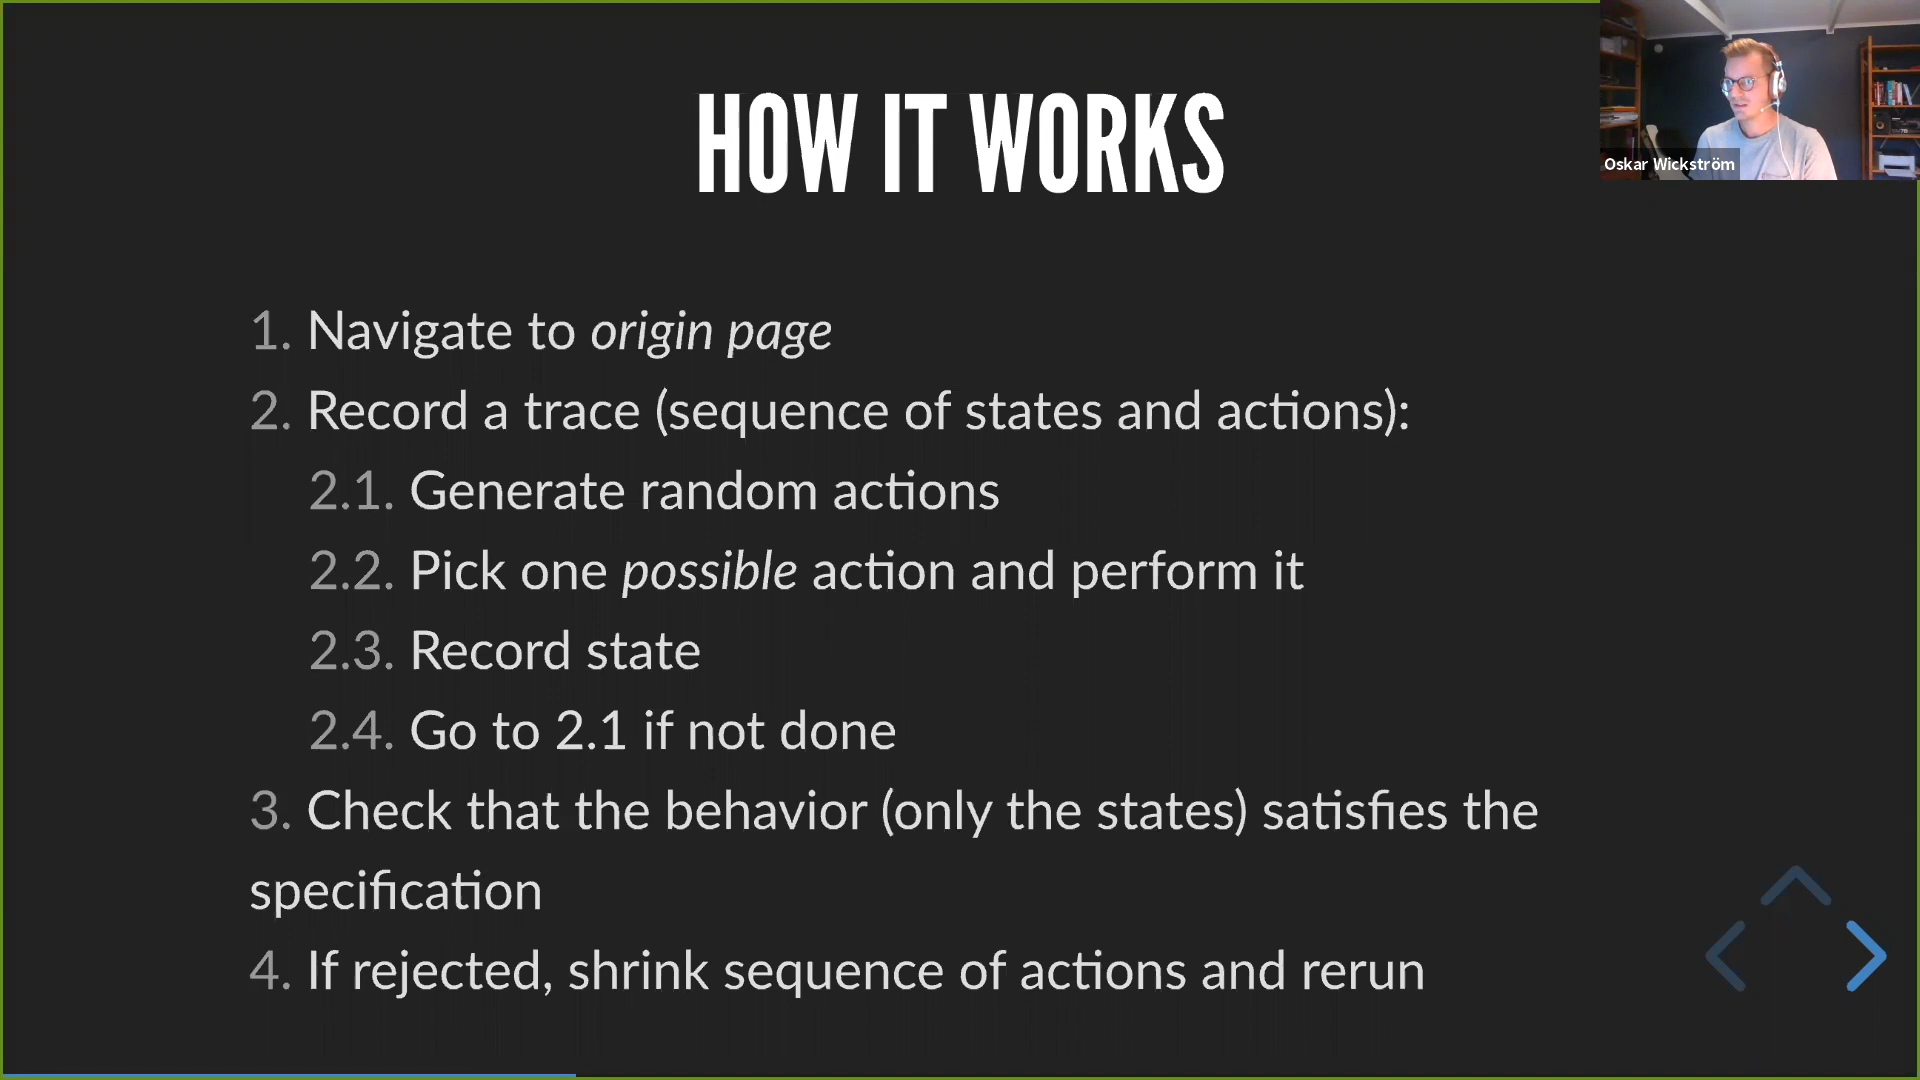 HOW IT WORKS
Oskar Wickström
1. Navigate to origin page
2. Record a trace (sequence of states and actions):
2.1. Generate random actions
2.2. Pick one possible action and perform it
2.3. Record state
2.4. Go to 2.1 if not done
3. Check that the behavior (only the states) satisfies the
specification
4. If rejected, shrink sequence of actions and rerun